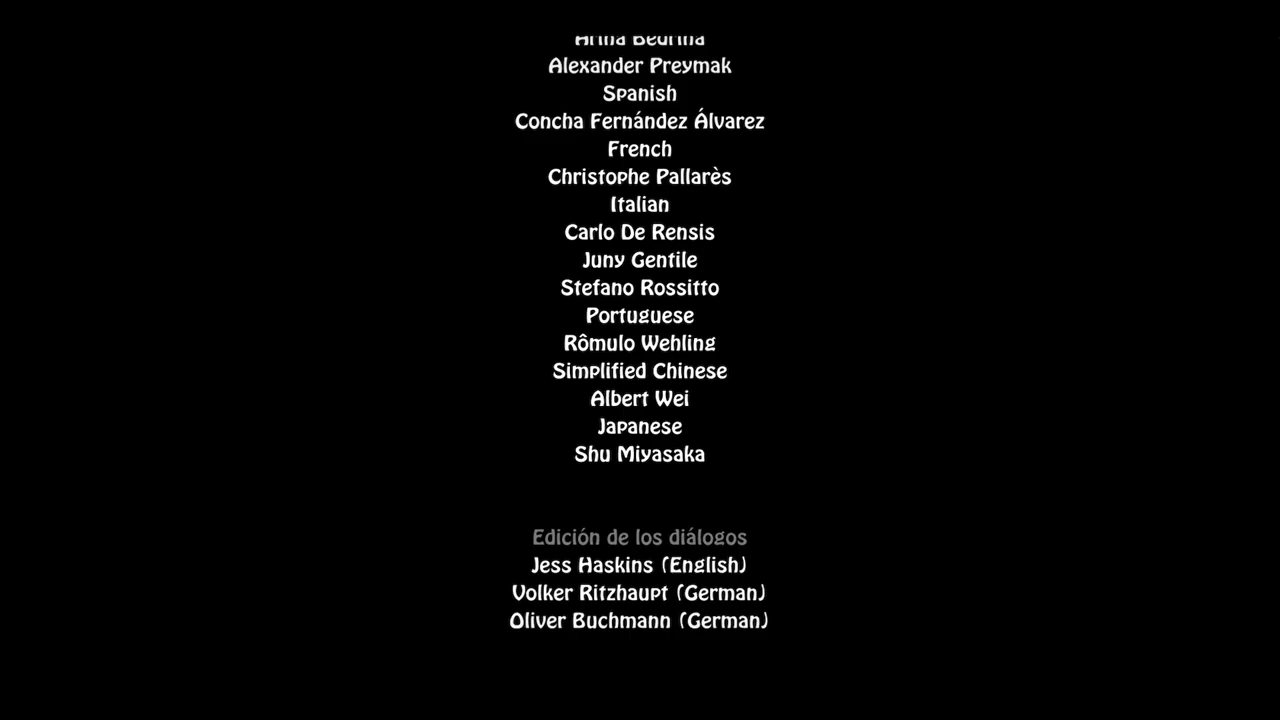 Alexander Preymak
Spanish
Concha Fernández Álvarez
French
Christophe Pallarès
Italian
Carlo De Rensis
Juny Gentile
Stefano Rossitto
Portuguese
Rômulo Wehling
Simplified Chinese
Albert Wei
Japanese
Shu Miyasaka
Edición de los diálogos
Jess Haskins (English)
Volker Ritzhaupt (German)
Oliver Buchmann (German)